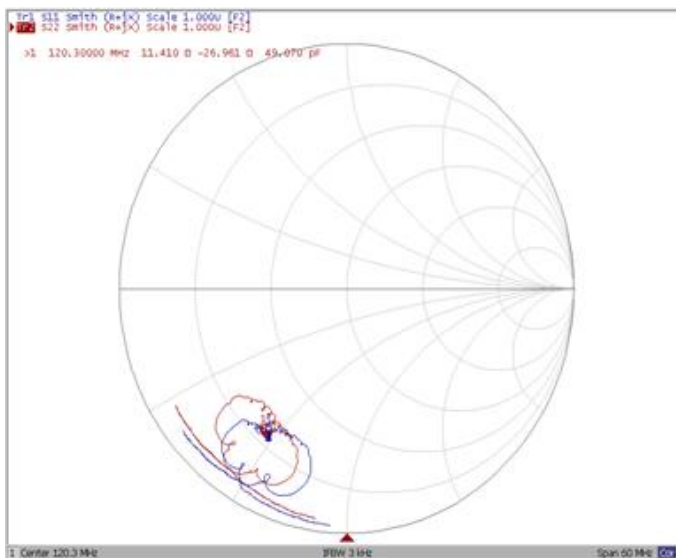 Tr1 S11 Smith (R+jX) Scale 1.000U [F2]
Tr2 S22 Smith (R+jX) Scale 1.000U [F2]
>1 120.30000 MHz 11.410 Ω -26.961 Ω 49.070 pF
1 Center 120.3 MHz IFBW 3 kHz Span 60 MHz Cor